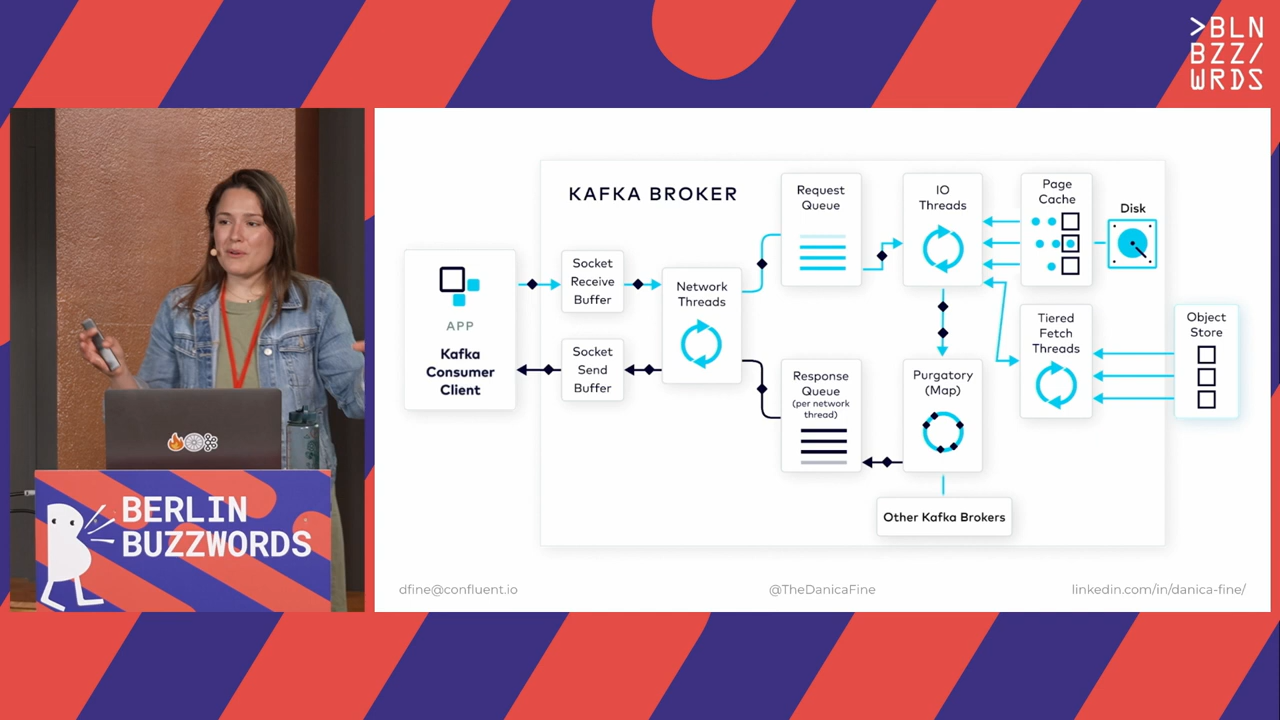 >BLN
BZZ/
WRDS
KAFKA BROKER
APP
Kafka
Consumer
Client
Socket
Receive
Buffer
Socket
Send
Buffer
Network
Threads
Request
Queue
Response
Queue
(per network
thread)
IO
Threads
Purgatory
(Map)
Page
Cache
Disk
Tiered
Fetch
Threads
Object
Store
Other Kafka Brokers
dfine@confluent.io
@TheDanicaFine
linkedin.com/in/danica-fine/
BERLIN
BUZZWORDS